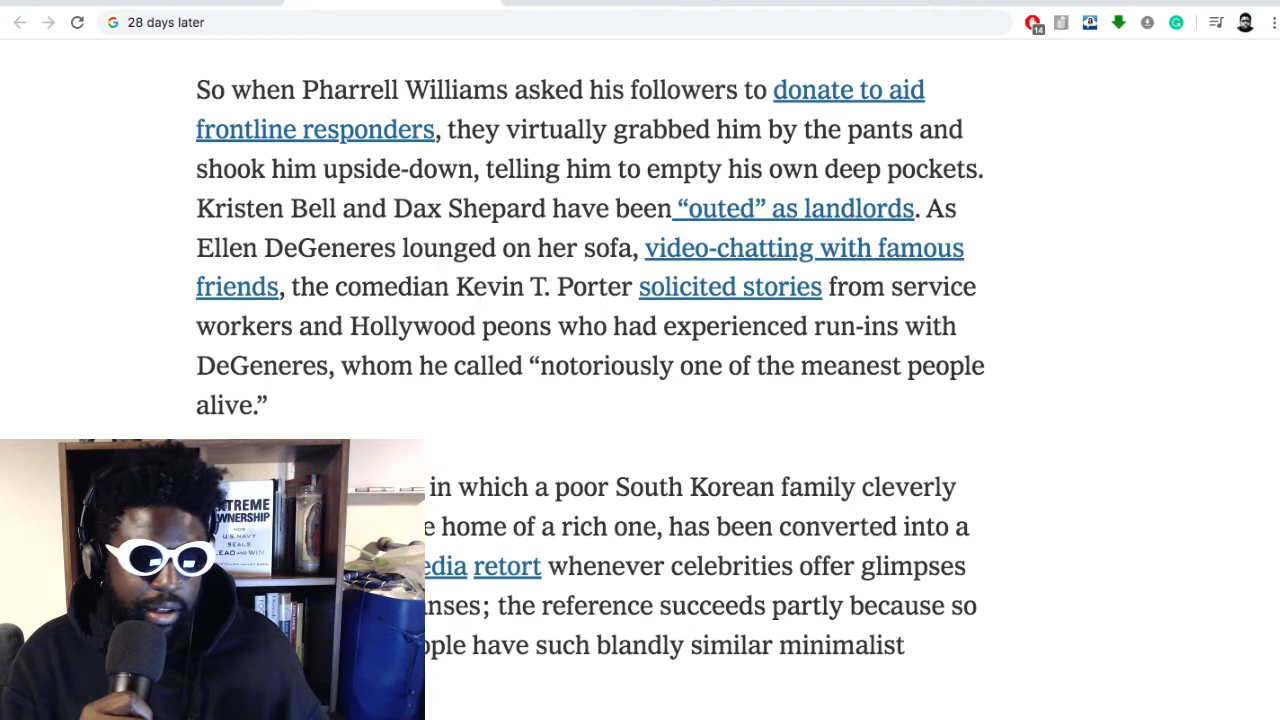 28 days later
14
So when Pharrell Williams asked his followers to donate to aid
frontline responders, they virtually grabbed him by the pants and
shook him upside-down, telling him to empty his own deep pockets.
Kristen Bell and Dax Shepard have been “outed” as landlords. As
Ellen DeGeneres lounged on her sofa, video-chatting with famous
friends, the comedian Kevin T. Porter solicited stories from service
workers and Hollywood peons who had experienced run-ins with
DeGeneres, whom he called “notoriously one of the meanest people
alive.”
in which a poor South Korean family cleverly
e home of a rich one, has been converted into a
edia retort whenever celebrities offer glimpses
nses; the reference succeeds partly because so
ople have such blandly similar minimalist
TREME
WNERSHIP
HOW
U.S. NAVY
SEALS
LEAD AND WIN